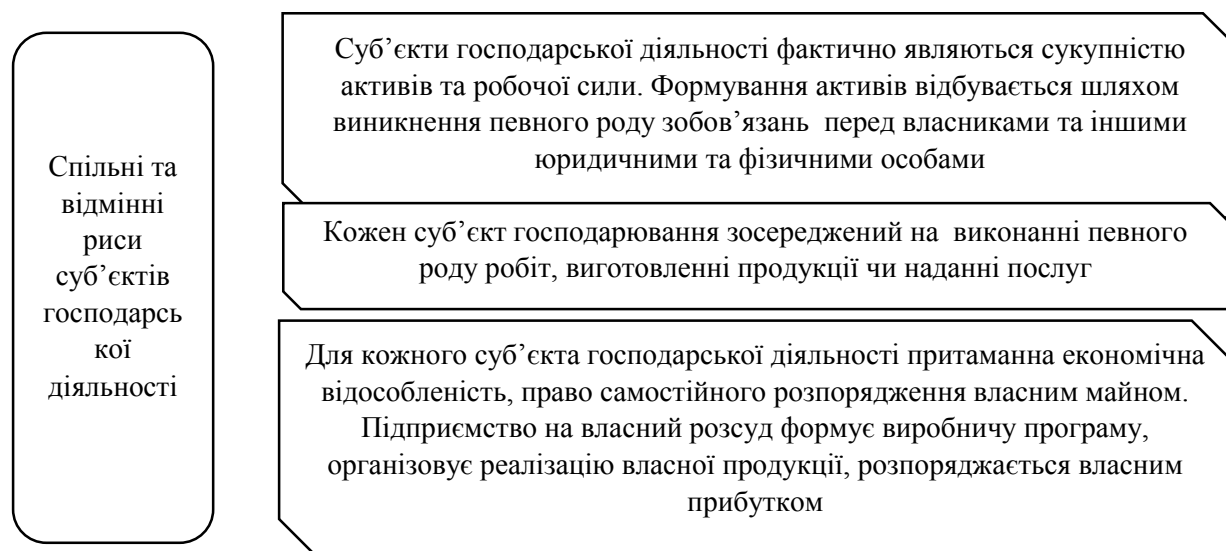 Спільні та
відмінні
риси
суб’єктів
господарсь
кої
діяльності
Суб’єкти господарської діяльності фактично являються сукупністю
активів та робочої сили. Формування активів відбувається шляхом
виникнення певного роду зобов’язань перед власниками та іншими
юридичними та фізичними особами
Кожен суб’єкт господарювання зосереджений на виконанні певного
роду робіт, виготовленні продукції чи наданні послуг
Для кожного суб’єкта господарської діяльності притаманна економічна
відособленість, право самостійного розпорядження власним майном.
Підприємство на власний розсуд формує виробничу програму,
організовує реалізацію власної продукції, розпоряджається власним
прибутком